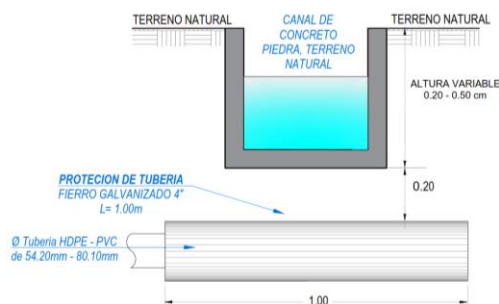 TERRENO NATURAL
CANAL DE
CONCRETO
PIEDRA, TERRENO
NATURAL
TERRENO NATURAL
ALTURA VARIABLE
0.20 - 0.50 cm
PROTECION DE TUBERIA
FIERRO GALVANIZADO 4"
L= 1.00m
0.20
Ø Tuberia HDPE - PVC
de 54.20mm - 80.10mm
1.00